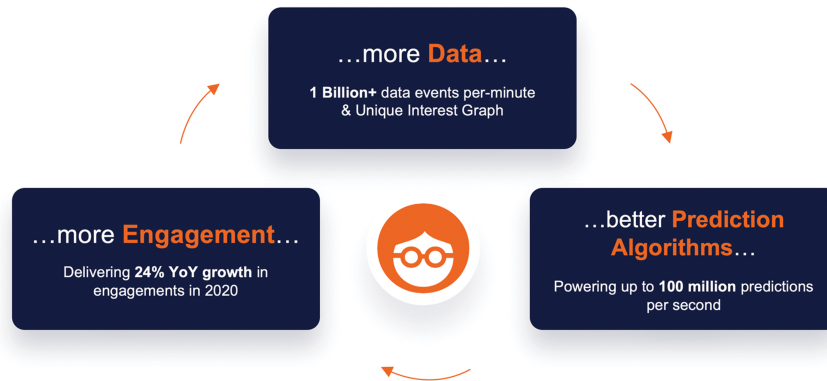 …more Data…
1 Billion+ data events per-minute
& Unique Interest Graph
…more Engagement…
Delivering 24% YoY growth in
engagements in 2020
…better Prediction
Algorithms…
Powering up to 100 million predictions
per second